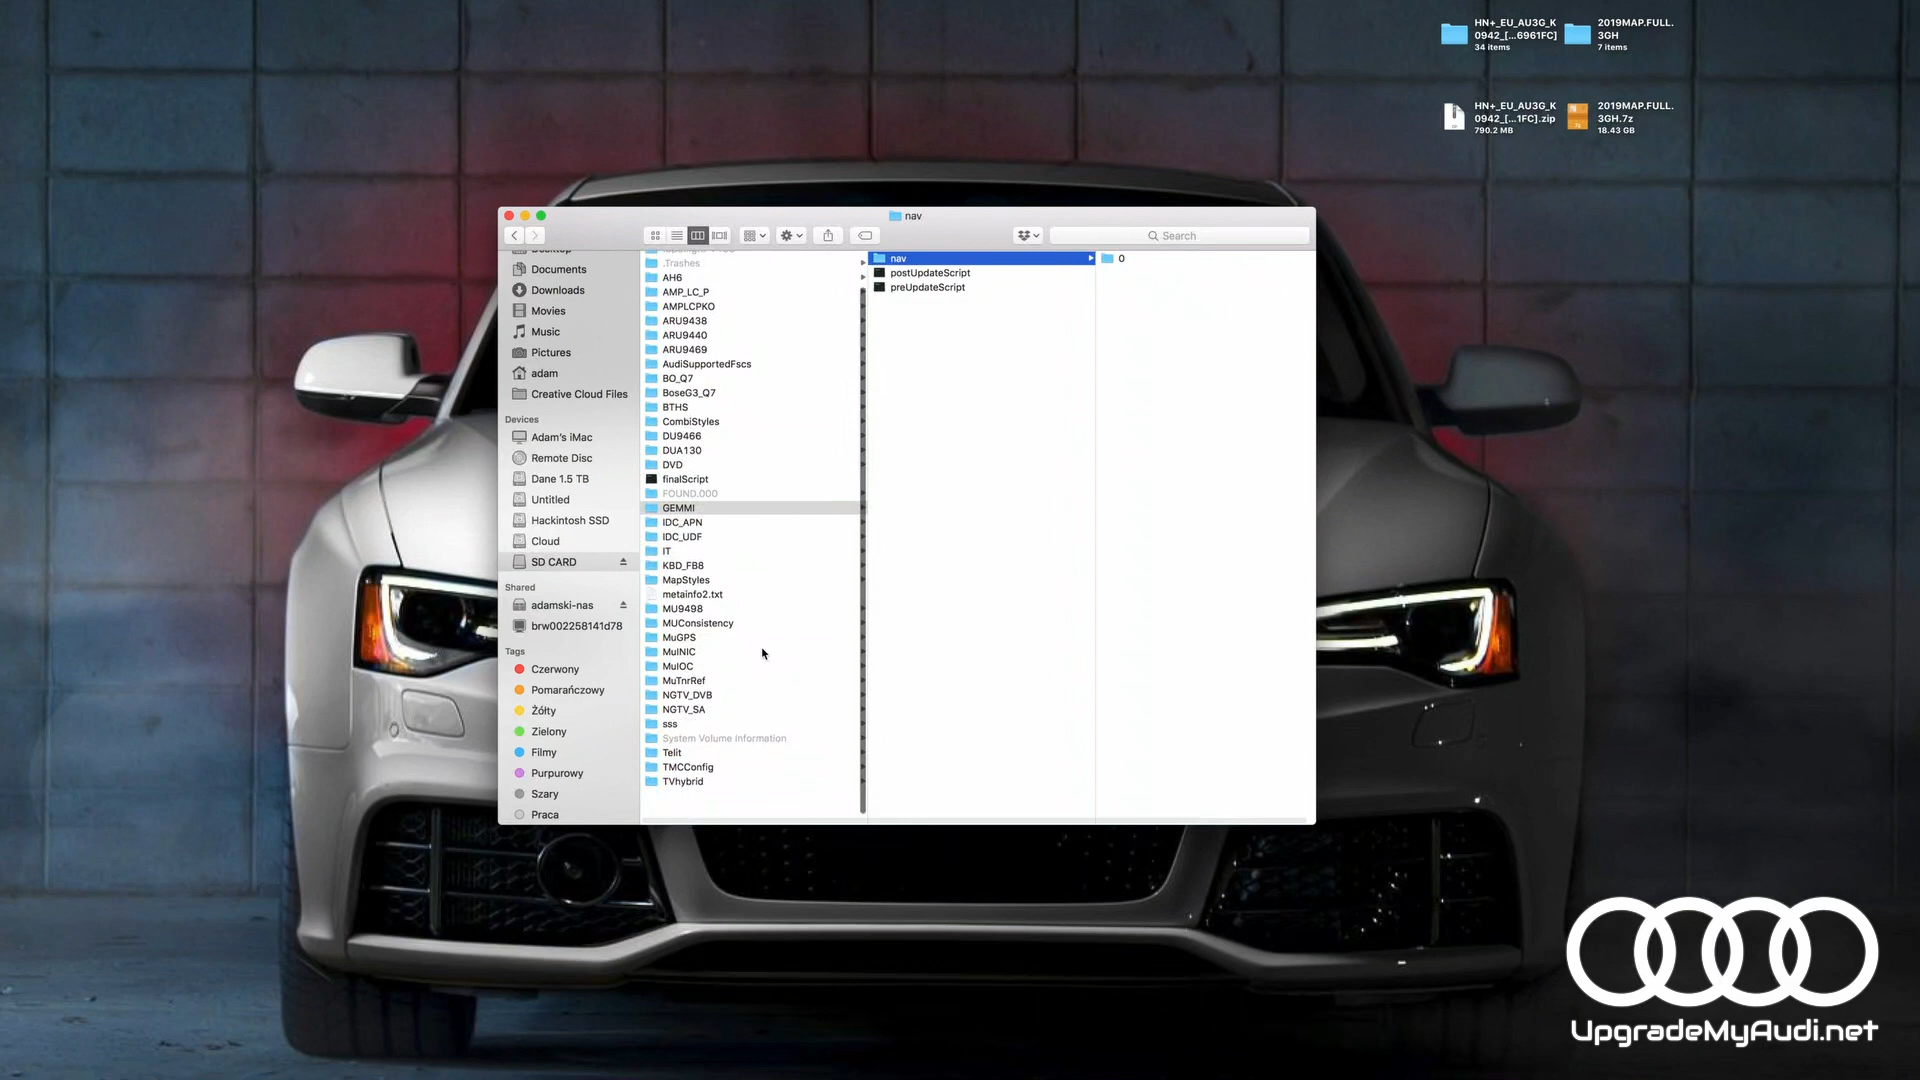 HN+_EU_AU3G_K
0942_[...6961FC]
34 items
2019MAP.FULL.
3GH
7 items
HN+_EU_AU3G_K
0942_[...1FC].zip
790.2 MB
2019MAP.FULL.
3GH.7z
18.43 GB
nav
Search
Desktop
Documents
Downloads
Movies
Music
Pictures
adam
Creative Cloud Files
Devices
Adam's iMac
Remote Disc
Dane 1.5 TB
Untitled
Hackintosh SSD
Cloud
SD CARD
Shared
adamski-nas
brw002258141d78
Tags
Czerwony
Pomarańczowy
Żółty
Zielony
Filmy
Purpurowy
Szary
Praca
.Trashes
AH6
AMP_LC_P
AMPLCPKO
ARU9438
ARU9440
ARU9469
AudiSupportedFscs
BO_Q7
BoseG3_Q7
BTHS
CombiStyles
DU9466
DUA130
DVD
finalScript
FOUND.000
GEMMI
IDC_APN
IDC_UDF
IT
KBD_FB8
MapStyles
metainfo2.txt
MU9498
MUConsistency
MuGPS
MuINIC
MuIOC
MuTnrRef
NGTV_DVB
NGTV_SA
sss
System Volume Information
Telit
TMCConfig
TVhybrid
nav
postUpdateScript
preUpdateScript
0
UpgradeMyAudi.net